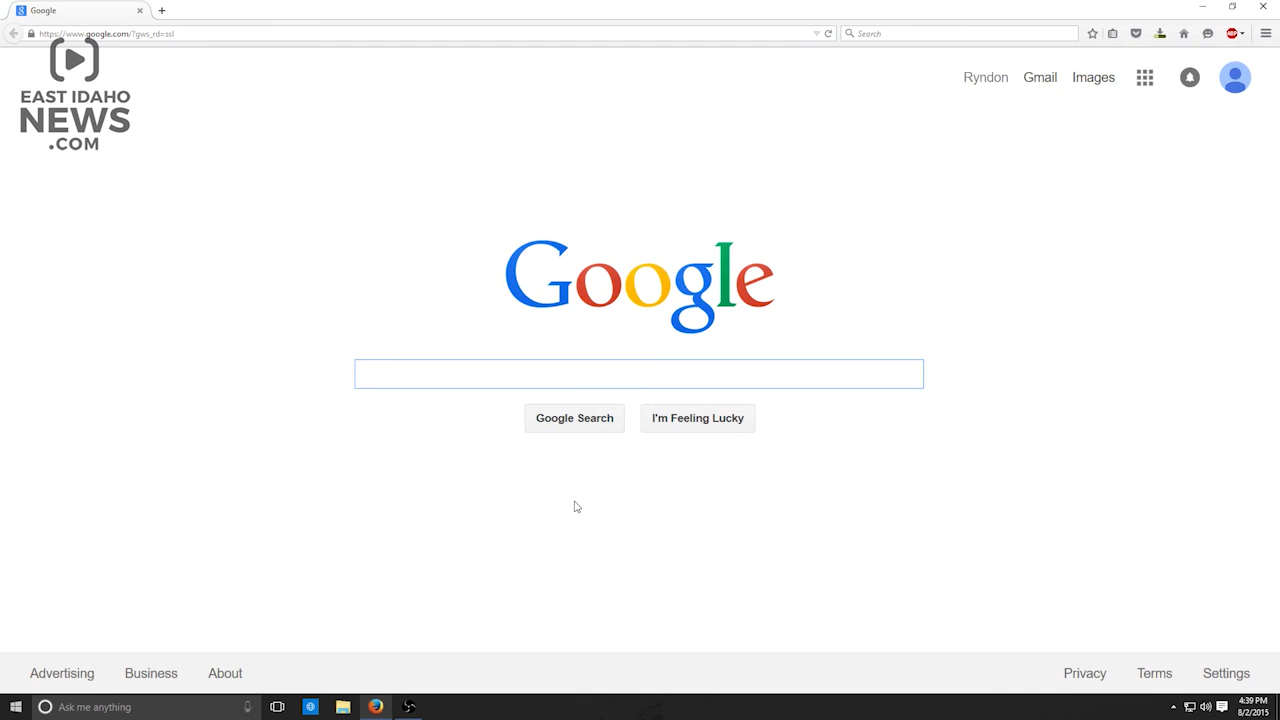 Google
https://www.google.com/?gws_rd=ssl
Search
ABP
EAST IDAHO
NEWS
.COM
Ryndon
Gmail
Images
Google
Google Search
I'm Feeling Lucky
Advertising
Business
About
Privacy
Terms
Settings
Ask me anything
4:39 PM
8/2/2015